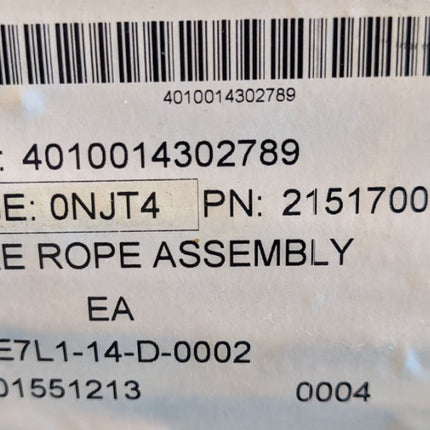 4010014302789
: 4010014302789
E: 0NJT4 PN: 2151700
E ROPE ASSEMBLY
EA
E7L1-14-D-0002
01551213 0004